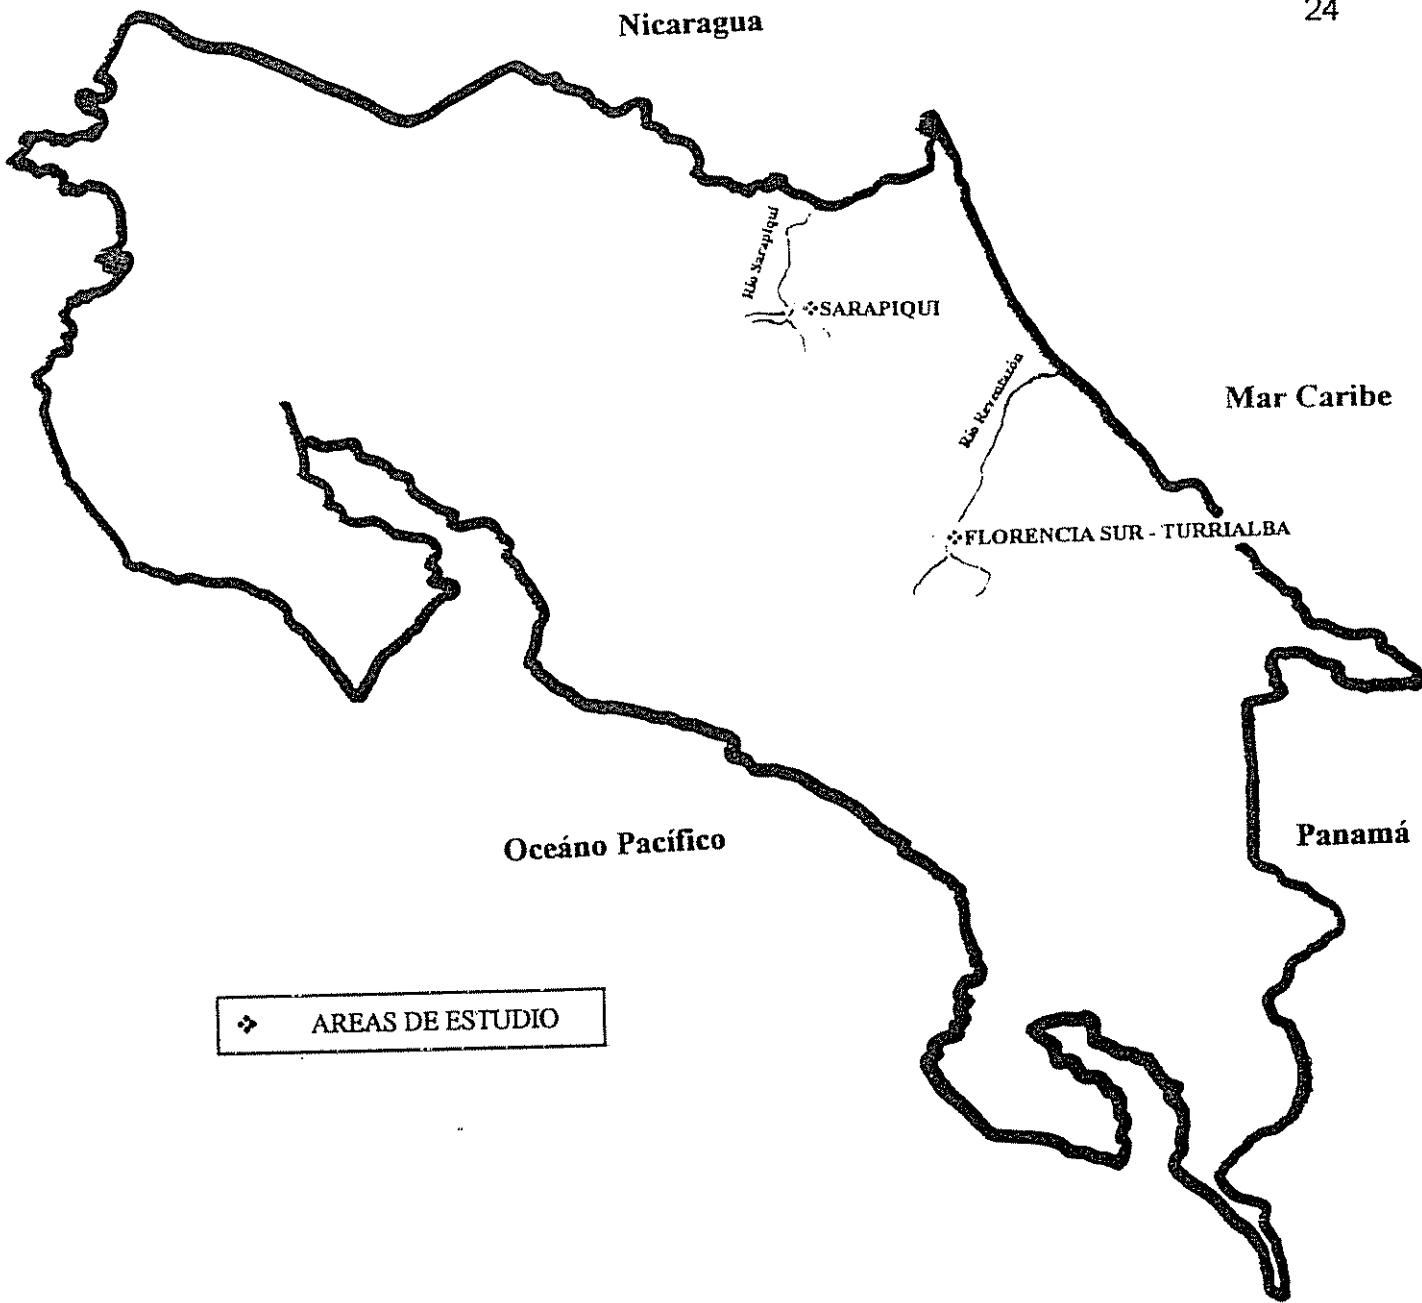 24
Nicaragua
Río Sarapiquí
❖SARAPIQUI
Río Reventazón
Mar Caribe
❖FLORENCIA SUR - TURRIALBA
Oceáno Pacífico
Panamá
❖ AREAS DE ESTUDIO